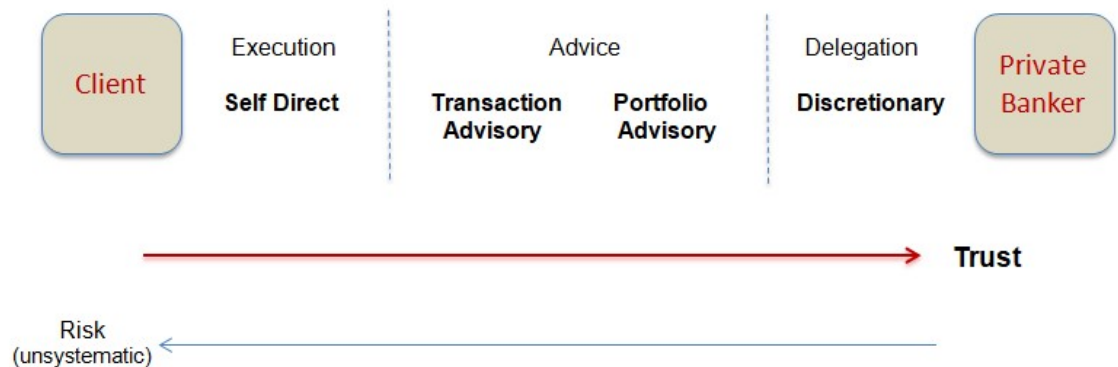 Client
Execution
Self Direct
Advice
Transaction
Advisory
Portfolio
Advisory
Delegation
Discretionary
Private
Banker
Trust
Risk
(unsystematic)